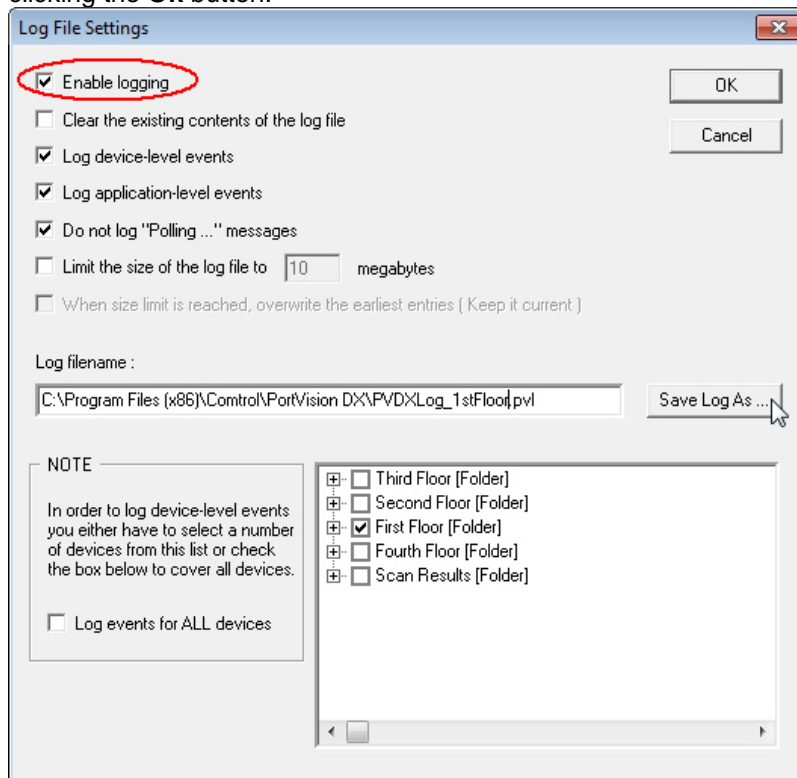 clicking the OK button.
Log File Settings
Enable logging
OK
Clear the existing contents of the log file
Cancel
Log device-level events
Log application-level events
Do not log "Polling ..." messages
Limit the size of the log file to 10 megabytes
When size limit is reached, overwrite the earliest entries ( Keep it current )
Log filename :
C:\Program Files (x86)\Comtrol\PortVision DX\PVDXLog_1stFloor.pvl
Save Log As ...
NOTE
In order to log device-level events
you either have to select a number
of devices from this list or check
the box below to cover all devices.
Log events for ALL devices
Third Floor [Folder]
Second Floor [Folder]
First Floor [Folder]
Fourth Floor [Folder]
Scan Results [Folder]